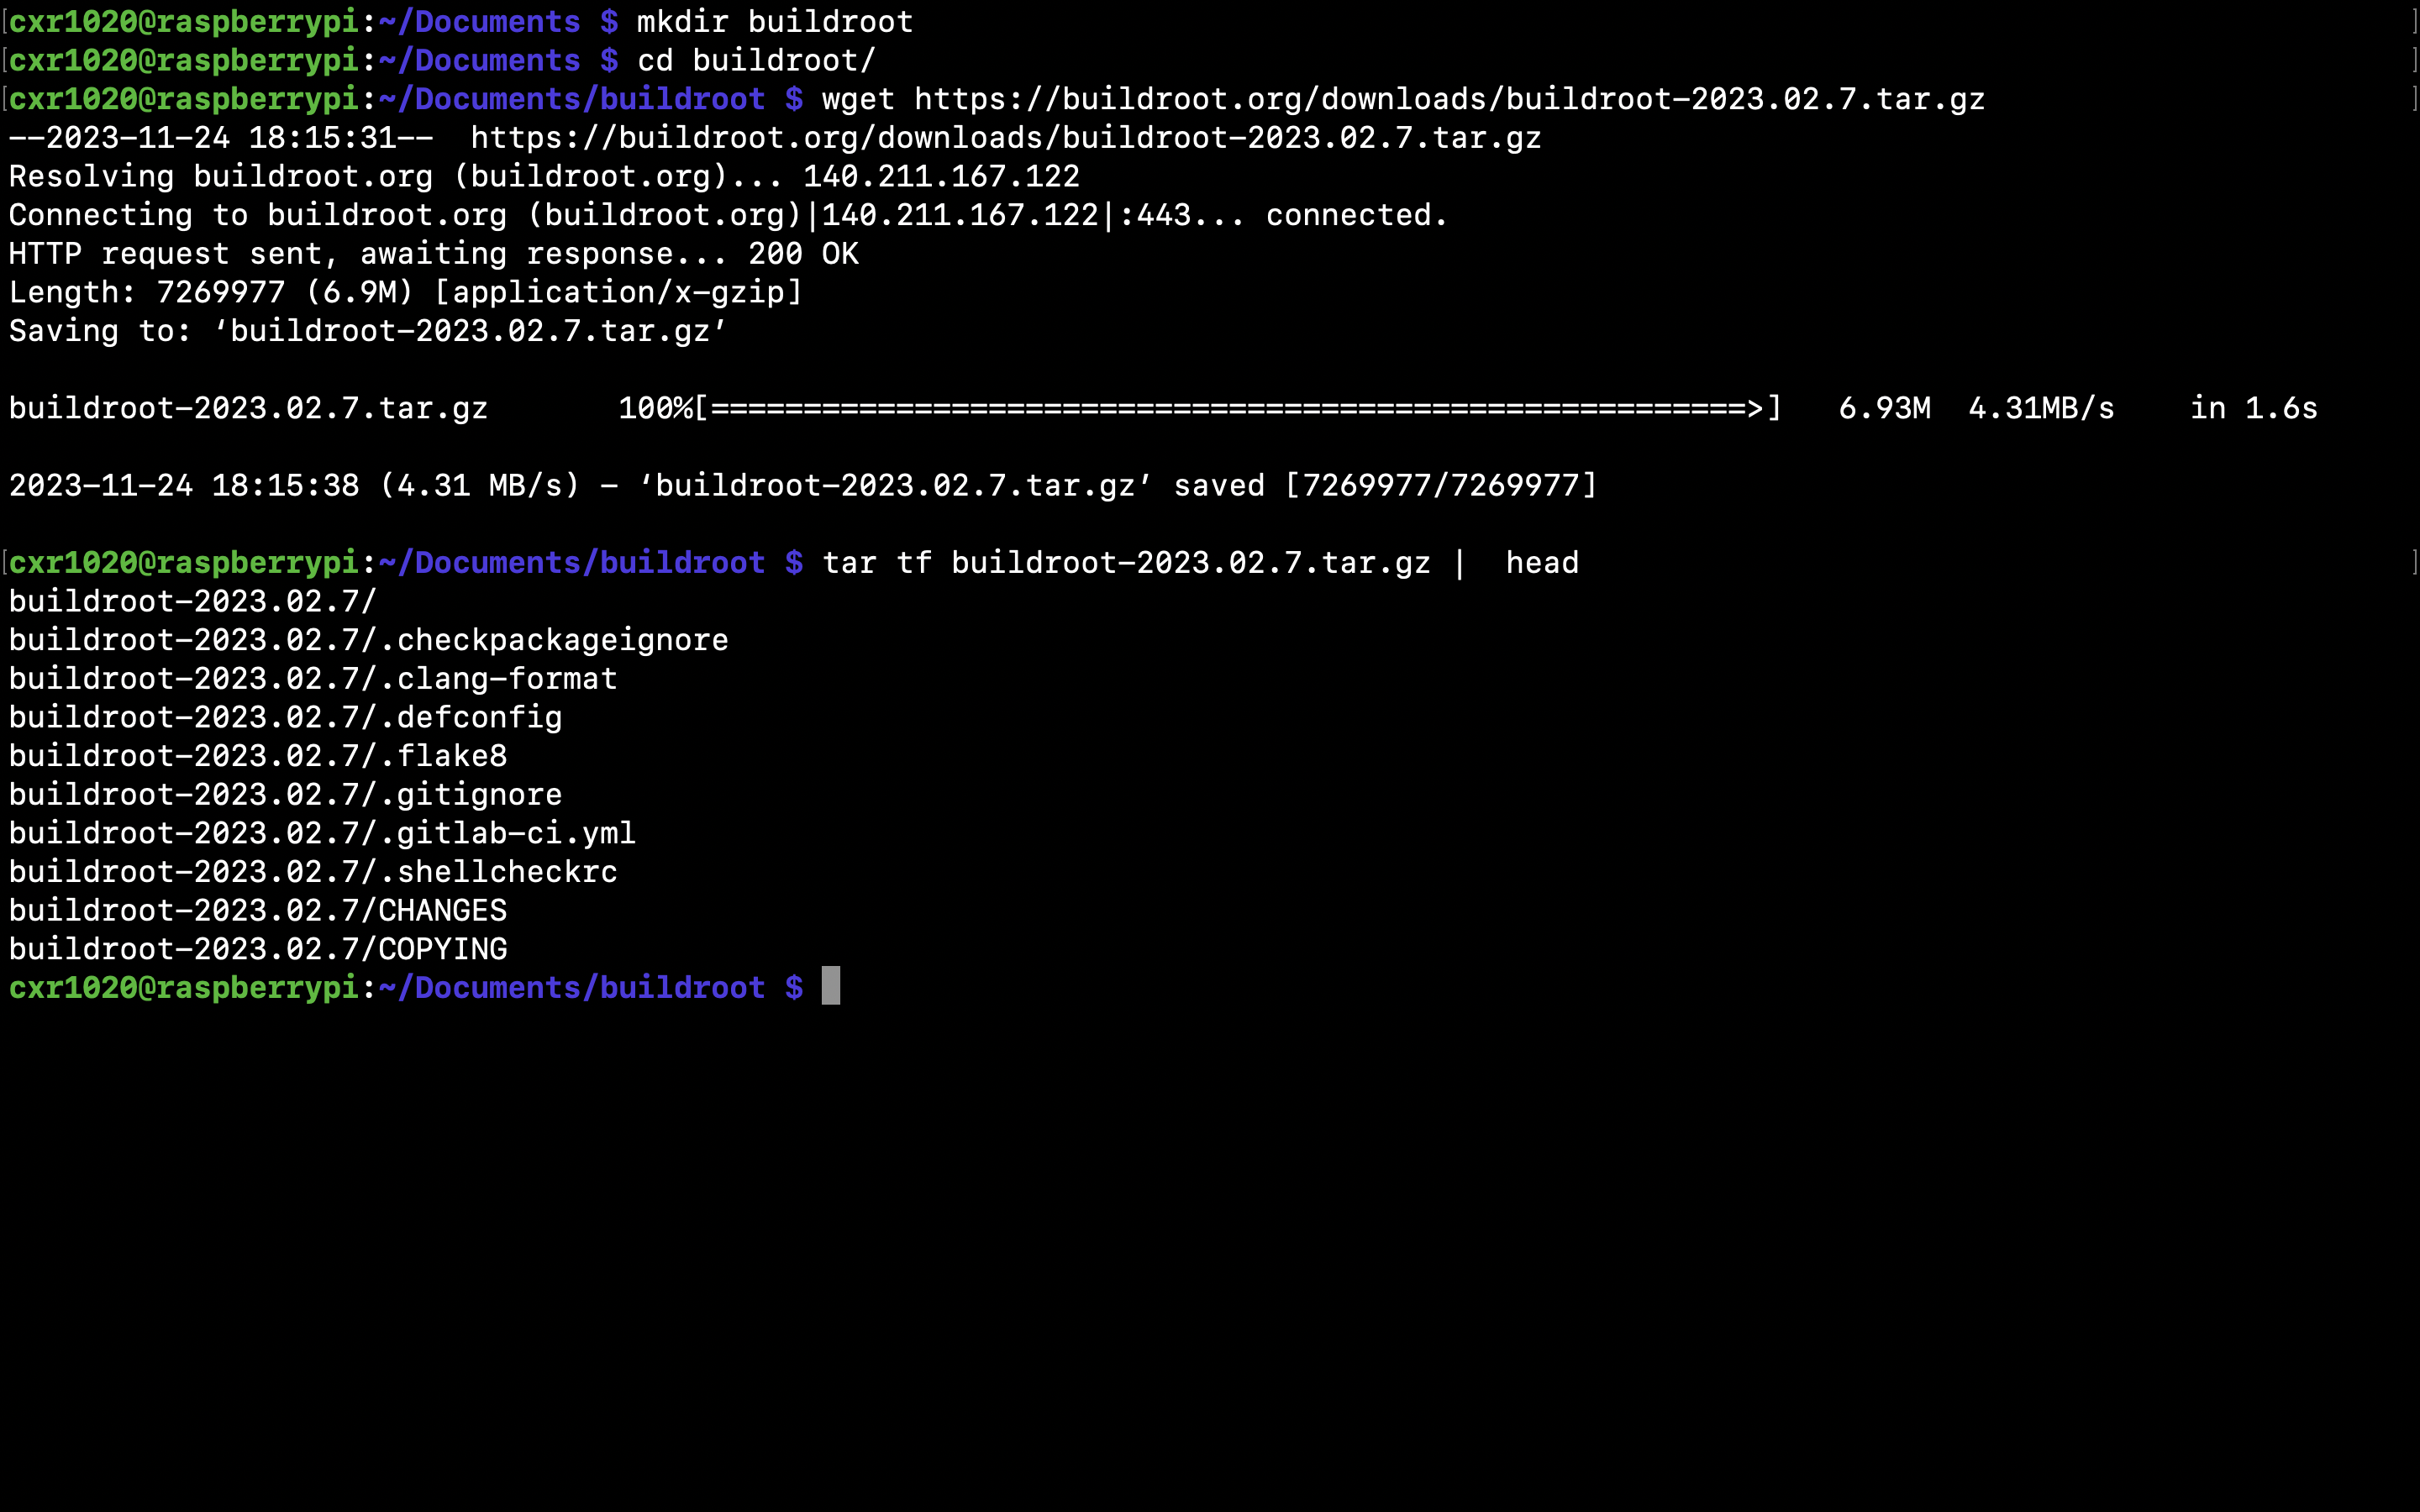 cxr1020@raspberrypi:~/Documents $ mkdir buildroot
cxr1020@raspberrypi:~/Documents $ cd buildroot/
cxr1020@raspberrypi:~/Documents/buildroot $ wget https://buildroot.org/downloads/buildroot-2023.02.7.tar.gz
--2023-11-24 18:15:31--  https://buildroot.org/downloads/buildroot-2023.02.7.tar.gz
Resolving buildroot.org (buildroot.org)... 140.211.167.122
Connecting to buildroot.org (buildroot.org)|140.211.167.122|:443... connected.
HTTP request sent, awaiting response... 200 OK
Length: 7269977 (6.9M) [application/x-gzip]
Saving to: ‘buildroot-2023.02.7.tar.gz’
buildroot-2023.02.7.tar.gz       100%[========================================================>]   6.93M  4.31MB/s    in 1.6s
2023-11-24 18:15:38 (4.31 MB/s) - ‘buildroot-2023.02.7.tar.gz’ saved [7269977/7269977]
cxr1020@raspberrypi:~/Documents/buildroot $ tar tf buildroot-2023.02.7.tar.gz |  head
buildroot-2023.02.7/
buildroot-2023.02.7/.checkpackageignore
buildroot-2023.02.7/.clang-format
buildroot-2023.02.7/.defconfig
buildroot-2023.02.7/.flake8
buildroot-2023.02.7/.gitignore
buildroot-2023.02.7/.gitlab-ci.yml
buildroot-2023.02.7/.shellcheckrc
buildroot-2023.02.7/CHANGES
buildroot-2023.02.7/COPYING
cxr1020@raspberrypi:~/Documents/buildroot $